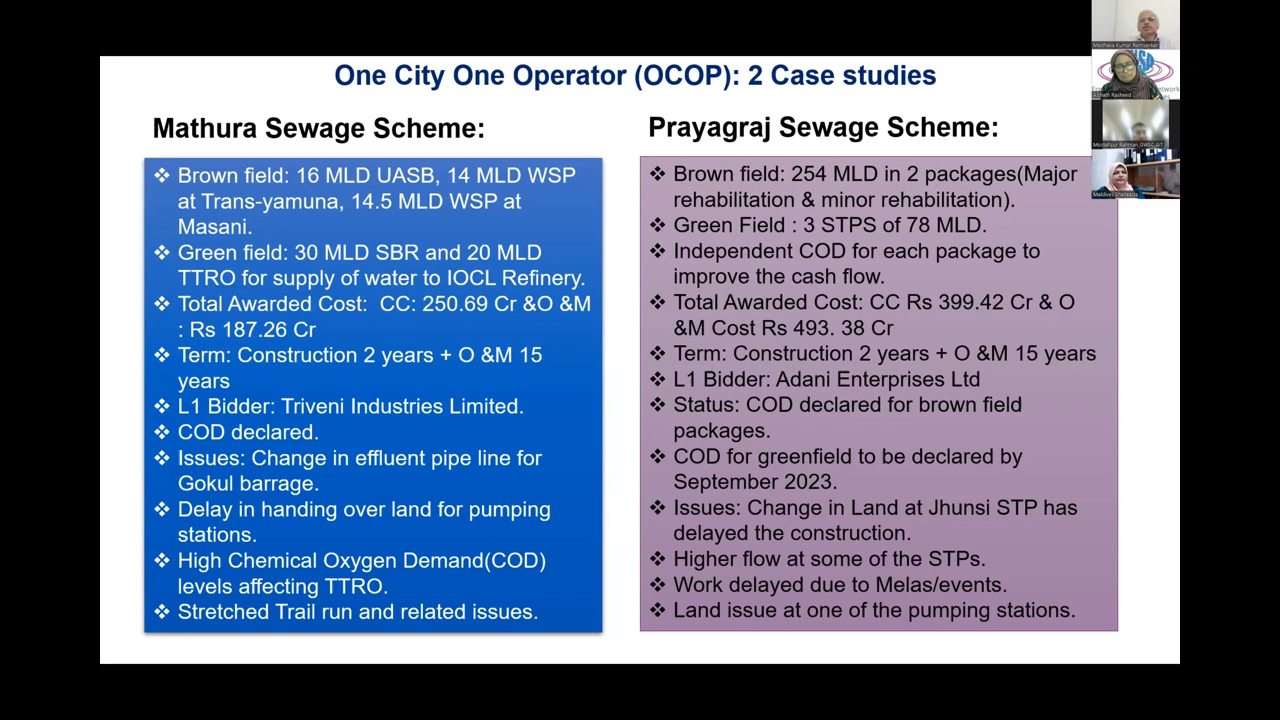 One City One Operator (OCOP): 2 Case studies
Mathura Sewage Scheme:
❖ Brown field: 16 MLD UASB, 14 MLD WSP
at Trans-yamuna, 14.5 MLD WSP at
Masani.
❖ Green field: 30 MLD SBR and 20 MLD
TTRO for supply of water to IOCL Refinery.
❖ Total Awarded Cost:  CC: 250.69 Cr &O &M
: Rs 187.26 Cr
❖ Term: Construction 2 years + O &M 15
years
❖ L1 Bidder: Triveni Industries Limited.
❖ COD declared.
❖ Issues: Change in effluent pipe line for
Gokul barrage.
❖ Delay in handing over land for pumping
stations.
❖ High Chemical Oxygen Demand(COD)
levels affecting TTRO.
❖ Stretched Trail run and related issues.
Prayagraj Sewage Scheme:
❖ Brown field: 254 MLD in 2 packages(Major
rehabilitation & minor rehabilitation).
❖ Green Field : 3 STPS of 78 MLD.
❖ Independent COD for each package to
improve the cash flow.
❖ Total Awarded Cost: CC Rs 399.42 Cr & O
&M Cost Rs 493. 38 Cr
❖ Term: Construction 2 years + O &M 15 years
❖ L1 Bidder: Adani Enterprises Ltd
❖ Status: COD declared for brown field
packages.
❖ COD for greenfield to be declared by
September 2023.
❖ Issues: Change in Land at Jhunsi STP has
delayed the construction.
❖ Higher flow at some of the STPs.
❖ Work delayed due to Melas/events.
❖ Land issue at one of the pumping stations.
Madhava Kumar
Rasheed
Mostafizur Rahman_GWSC_AIT
Maldives Shaheeda